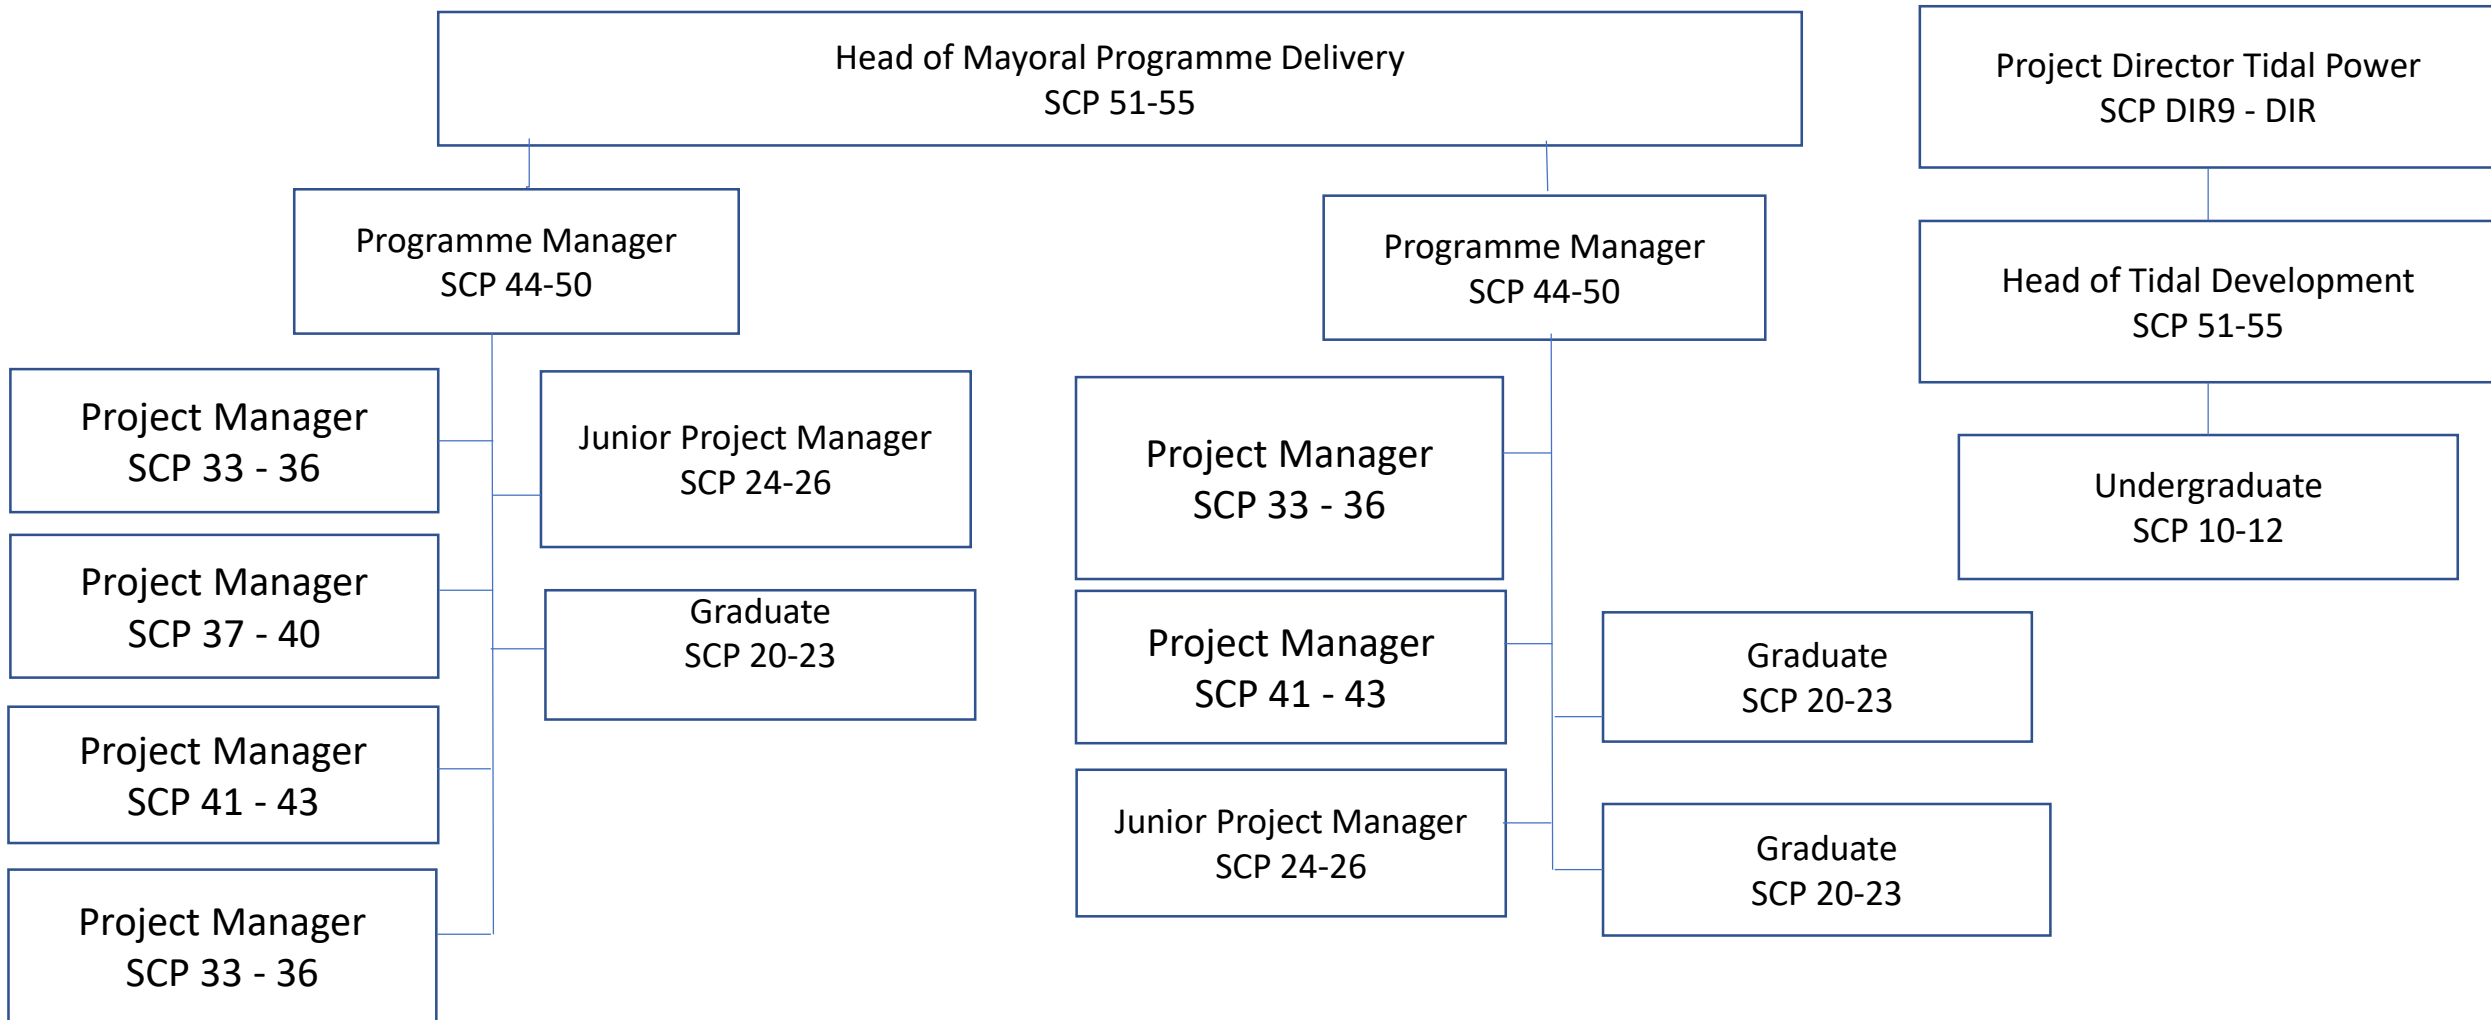 Head of Mayoral Programme Delivery
SCP 51-55
Project Director Tidal Power
SCP DIR9 - DIR
Programme Manager
SCP 44-50
Programme Manager
SCP 44-50
Head of Tidal Development
SCP 51-55
Project Manager
SCP 33 - 36
Junior Project Manager
SCP 24-26
Project Manager
SCP 33 - 36
Undergraduate
SCP 10-12
Project Manager
SCP 37 - 40
Graduate
SCP 20-23
Project Manager
SCP 41 - 43
Graduate
SCP 20-23
Project Manager
SCP 41 - 43
Junior Project Manager
SCP 24-26
Graduate
SCP 20-23
Project Manager
SCP 33 - 36